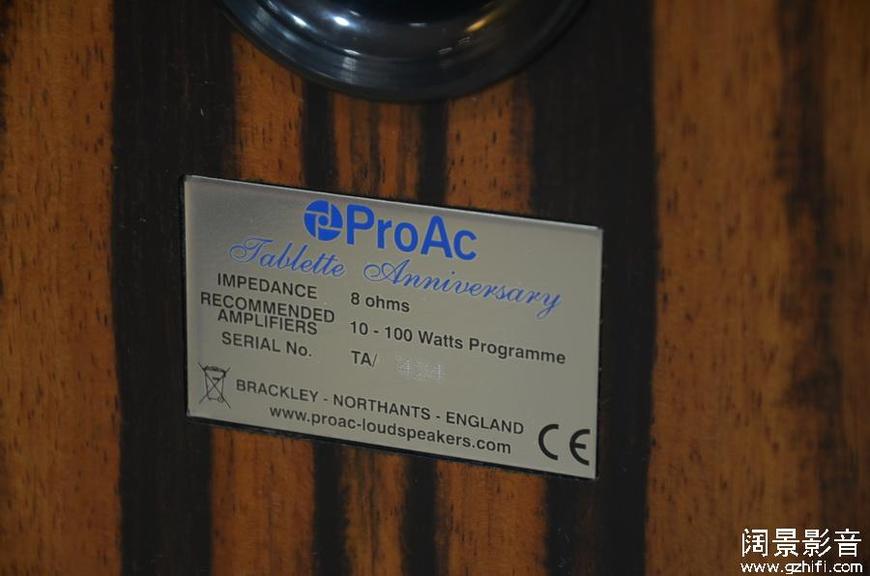 ProAc
Tablette Anniversary
IMPEDANCE 8 ohms
RECOMMENDED AMPLIFIERS 10 - 100 Watts Programme
SERIAL No. TA/
BRACKLEY - NORTHANTS - ENGLAND
www.proac-loudspeakers.com
CE
阔景影音
www.gzhifi.com